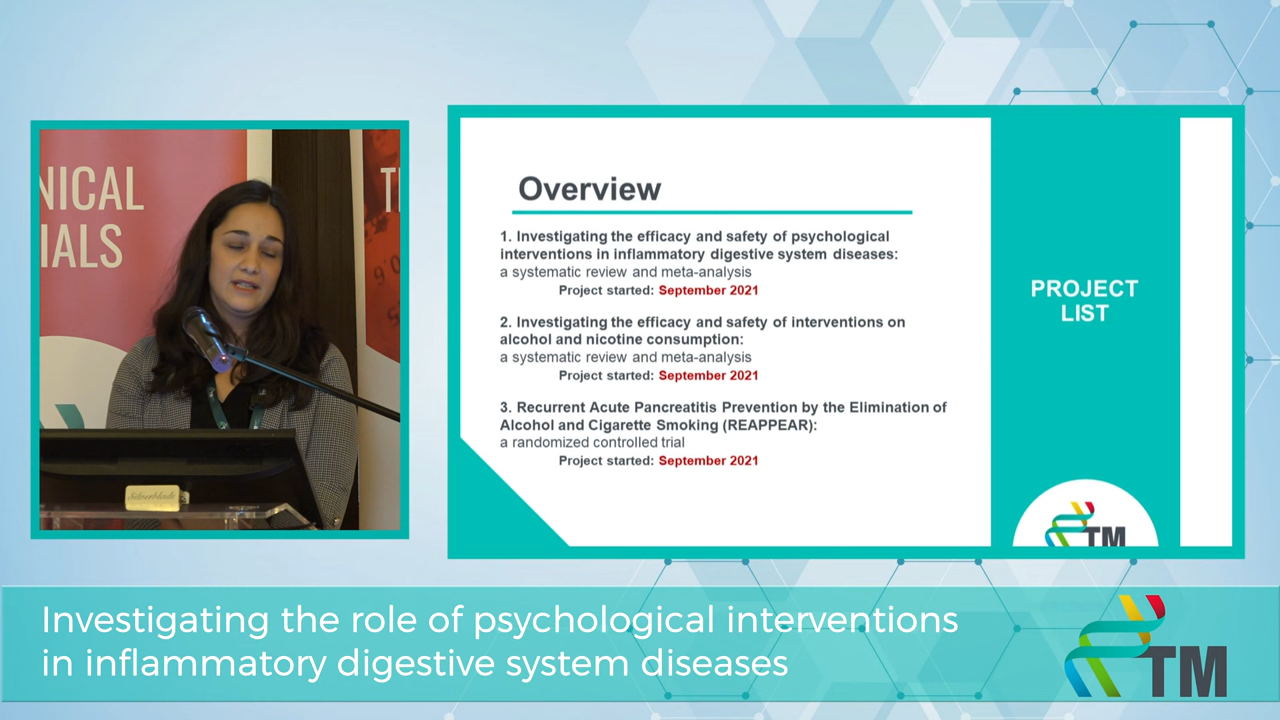 NICAL
IALS
Silverblade
Overview
1. Investigating the efficacy and safety of psychological
interventions in inflammatory digestive system diseases:
a systematic review and meta-analysis
Project started: September 2021
2. Investigating the efficacy and safety of interventions on
alcohol and nicotine consumption:
a systematic review and meta-analysis
Project started: September 2021
3. Recurrent Acute Pancreatitis Prevention by the Elimination of
Alcohol and Cigarette Smoking (REAPPEAR):
a randomized controlled trial
Project started: September 2021
PROJECT
LIST
TM
Investigating the role of psychological interventions
in inflammatory digestive system diseases
TM